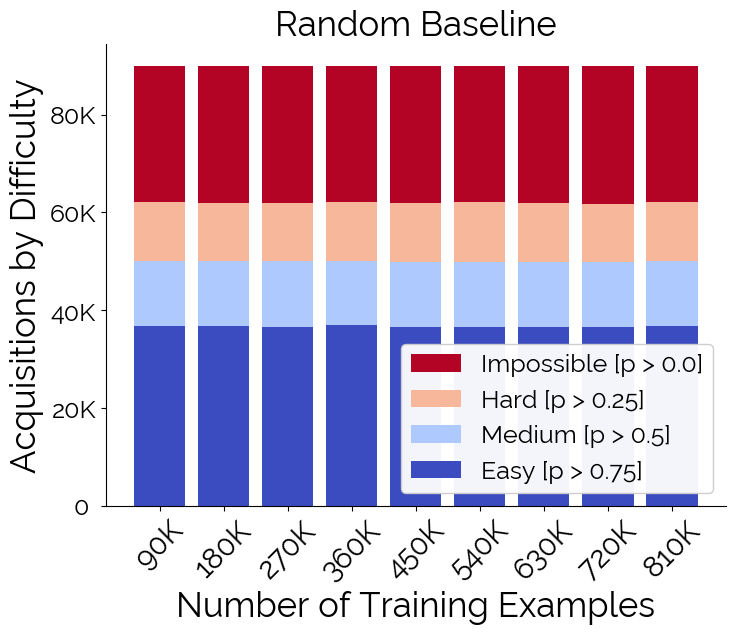 Random Baseline
Acquisitions by Difficulty
80K
60K
40K
20K
0
Impossible [p > 0.0]
Hard [p > 0.25]
Medium [p > 0.5]
Easy [p > 0.75]
90K
180K
270K
360K
450K
540K
630K
720K
810K
Number of Training Examples